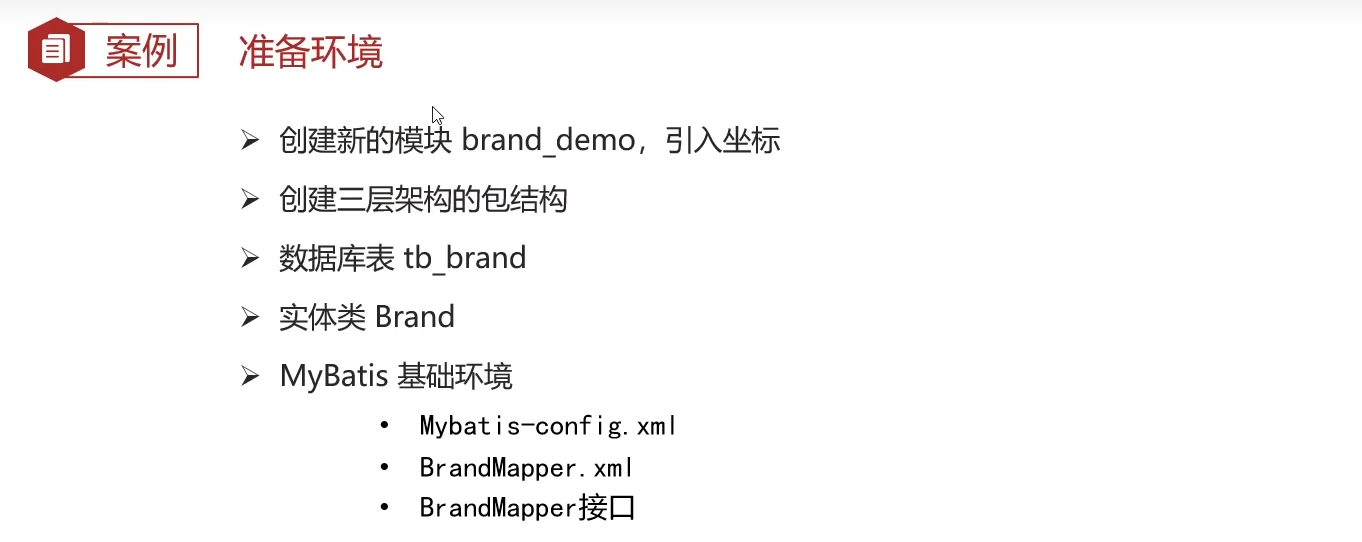 案例 准备环境
创建新的模块 brand_demo，引入坐标
创建三层架构的包结构
数据库表 tb_brand
实体类 Brand
MyBatis 基础环境
Mybatis-config.xml
BrandMapper.xml
BrandMapper接口